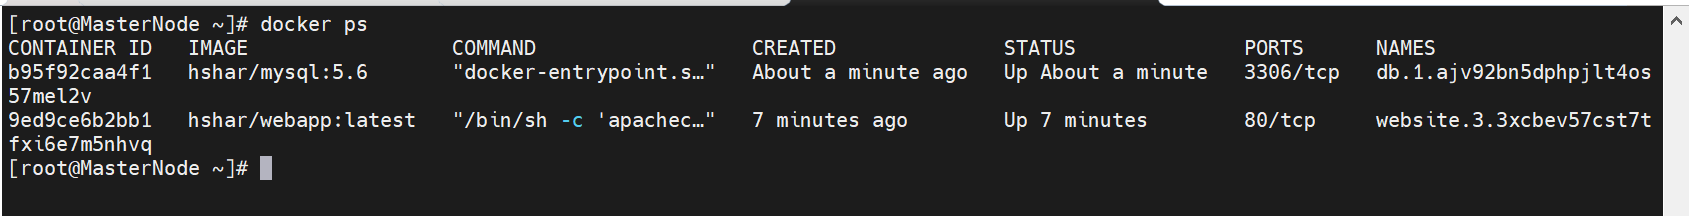 [root@MasterNode ~]# docker ps
CONTAINER ID   IMAGE                 COMMAND                  CREATED              STATUS              PORTS      NAMES
b95f92caa4f1   hshar/mysql:5.6       "docker-entrypoint.s…"   About a minute ago   Up About a minute   3306/tcp   db.1.ajv92bn5dphpjlt4os
57mel2v
9ed9ce6b2bb1   hshar/webapp:latest   "/bin/sh -c 'apachec…"   7 minutes ago        Up 7 minutes        80/tcp     website.3.3xcbev57cst7t
fxi6e7m5nhvq
[root@MasterNode ~]#